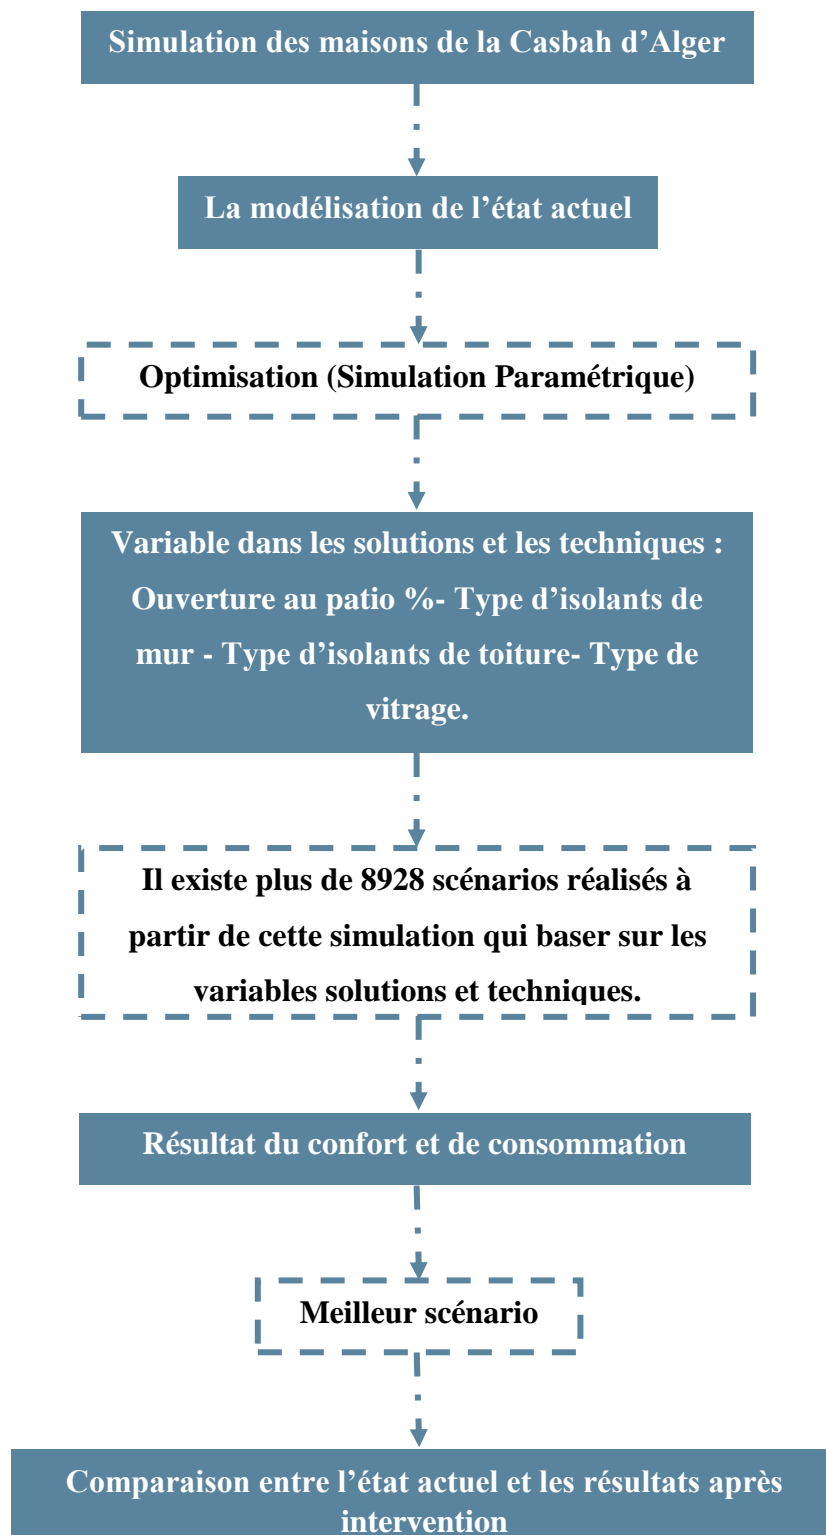 Simulation des maisons de la Casbah d’Alger
La modélisation de l’état actuel
Optimisation (Simulation Paramétrique)
Variable dans les solutions et les techniques :
Ouverture au patio %- Type d’isolants de
mur - Type d’isolants de toiture- Type de
vitrage.
Il existe plus de 8928 scénarios réalisés à
partir de cette simulation qui baser sur les
variables solutions et techniques.
Résultat du confort et de consommation
Meilleur scénario
Comparaison entre l’état actuel et les résultats après
intervention